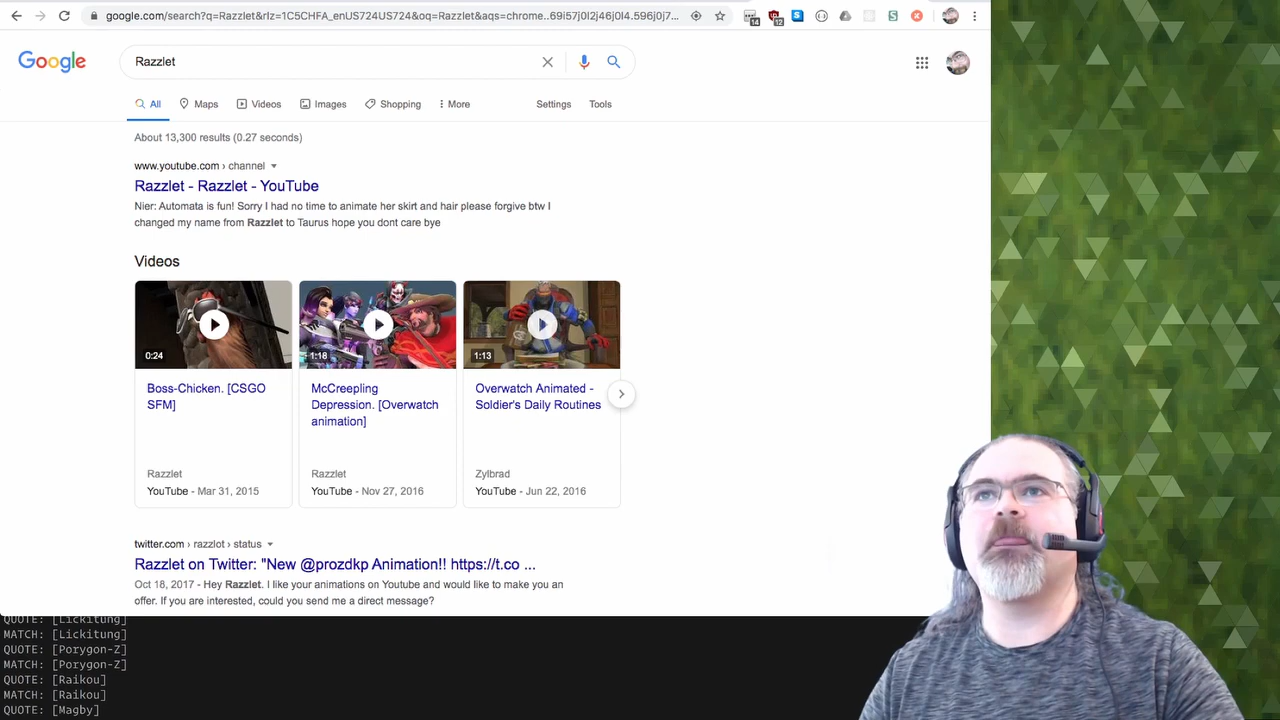 google.com/search?q=Razzlet&rlz=1C5CHFA_enUS724US724&oq=Razzlet&aqs=chrome..69i57j0l2j46j0l4.596j0j7...
14
12
Google
Razzlet
All
Maps
Videos
Images
Shopping
More
Settings
Tools
About 13,300 results (0.27 seconds)
www.youtube.com › channel
Razzlet - Razzlet - YouTube
Nier: Automata is fun! Sorry I had no time to animate her skirt and hair please forgive btw I
changed my name from Razzlet to Taurus hope you dont care bye
Videos
0:24
1:18
1:13
Boss-Chicken. [CSGO
SFM]
Razzlet
YouTube - Mar 31, 2015
McCreepling
Depression. [Overwatch
animation]
Razzlet
YouTube - Nov 27, 2016
Overwatch Animated -
Soldier's Daily Routines
Zylbrad
YouTube - Jun 22, 2016
twitter.com › razzlot › status
Razzlet on Twitter: "New @prozdkp Animation!! https://t.co ...
Oct 18, 2017 - Hey Razzlet. I like your animations on Youtube and would like to make you an
offer. If you are interested, could you send me a direct message?
QUOTE: [Lickitung]
MATCH: [Lickitung]
QUOTE: [Porygon-Z]
MATCH: [Porygon-Z]
QUOTE: [Raikou]
MATCH: [Raikou]
QUOTE: [Magby]